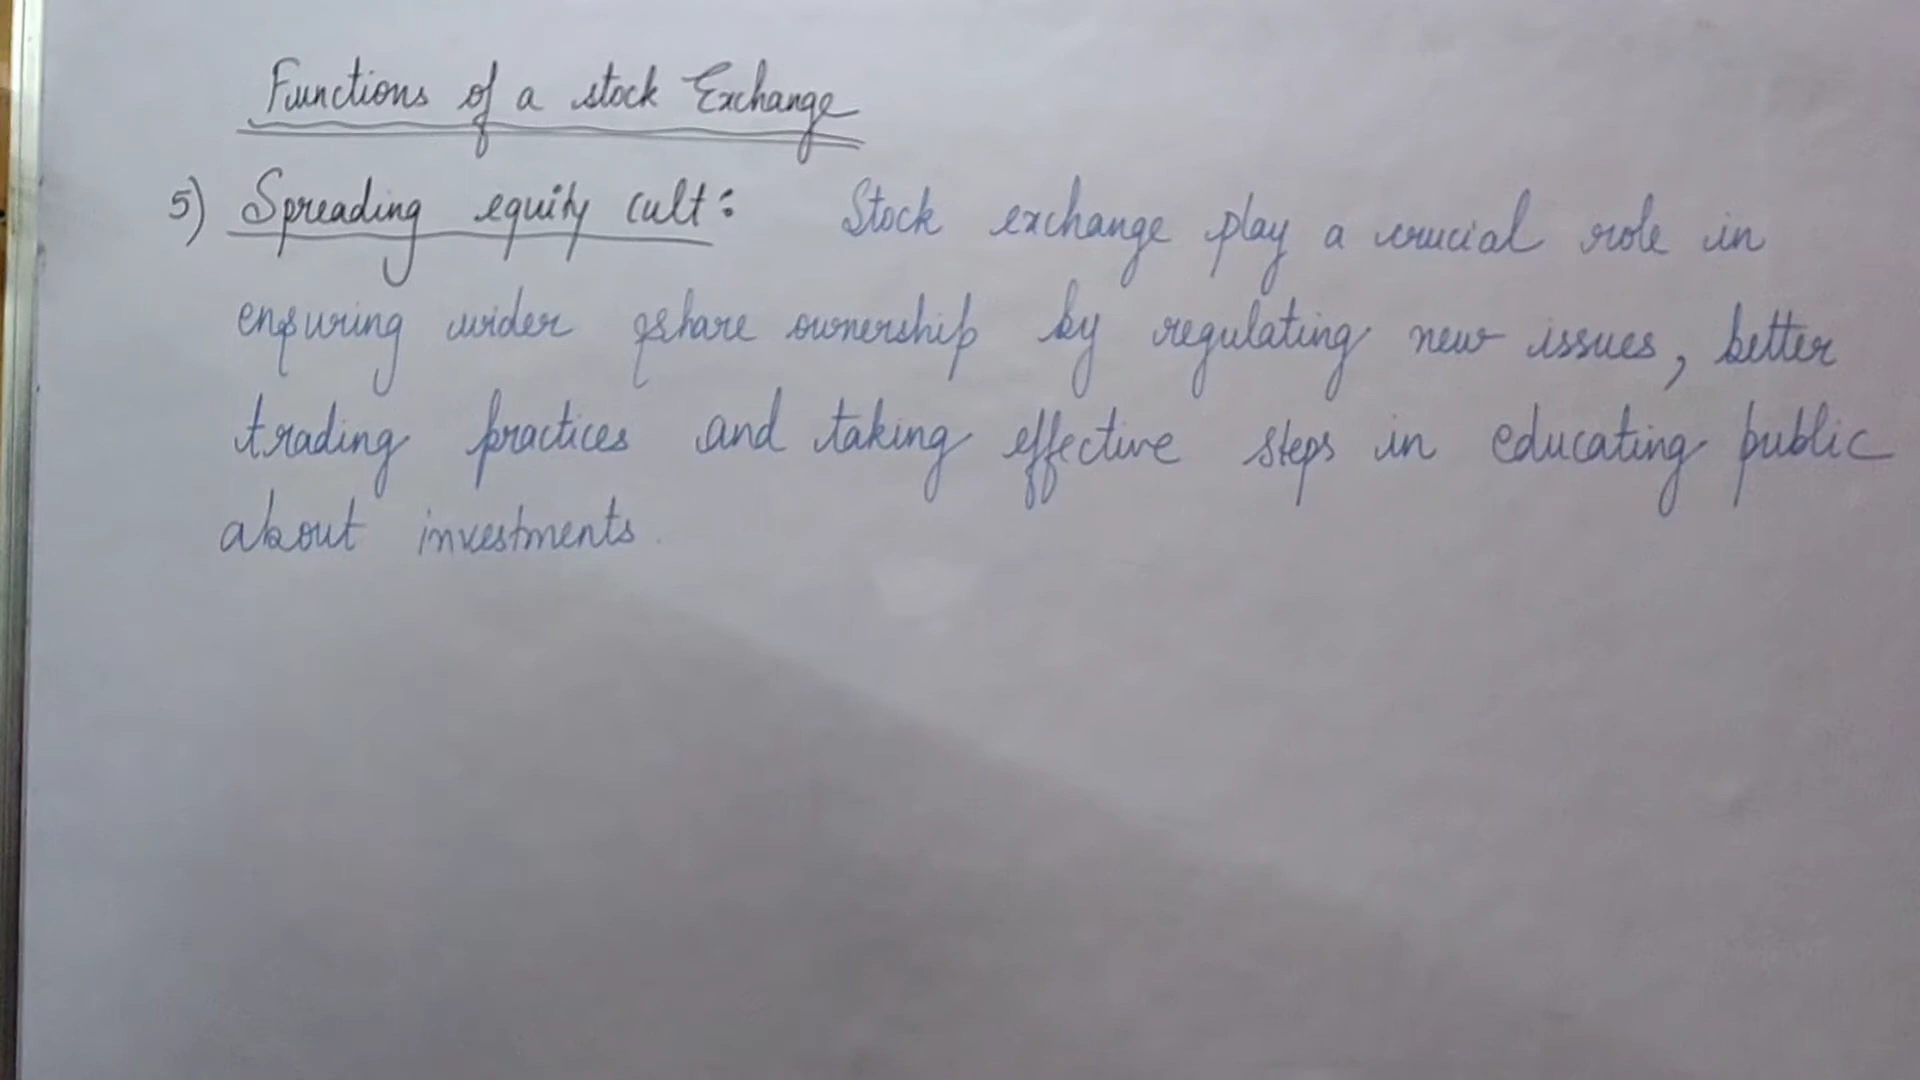 Functions of a stock Exchange
5) Spreading equity cult: Stock exchange play a crucial role in
ensuring wider share ownership by regulating new issues, better
trading practices and taking effective steps in educating public
about investments.